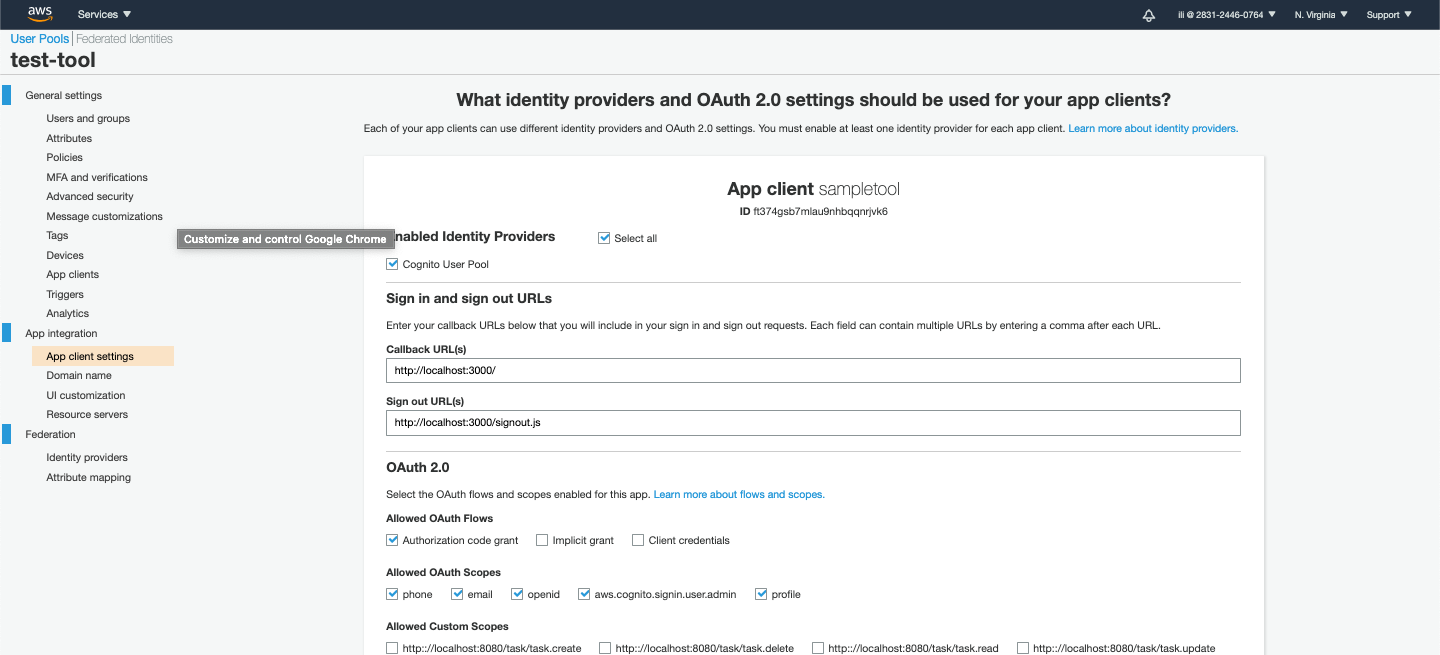 aws Services ili @ 2831-2446-0764 N. Virginia Support
User Pools Federated Identities
test-tool
General settings
Users and groups
Attributes
Policies
MFA and verifications
Advanced security
Message customizations
Tags
Devices
App clients
Triggers
Analytics
App integration
App client settings
Domain name
UI customization
Resource servers
Federation
Identity providers
Attribute mapping
Customize and control Google Chrome
What identity providers and OAuth 2.0 settings should be used for your app clients?
Each of your app clients can use different identity providers and OAuth 2.0 settings. You must enable at least one identity provider for each app client. Learn more about identity providers.
App client sampletool
ID ft374gsb7mlau9nhbqqnrjvk6
nabled Identity Providers Select all
Cognito User Pool
Sign in and sign out URLs
Enter your callback URLs below that you will include in your sign in and sign out requests. Each field can contain multiple URLs by entering a comma after each URL.
Callback URL(s)
http://localhost:3000/
Sign out URL(s)
http://localhost:3000/signout.js
OAuth 2.0
Select the OAuth flows and scopes enabled for this app. Learn more about flows and scopes.
Allowed OAuth Flows
Authorization code grant Implicit grant Client credentials
Allowed OAuth Scopes
phone email openid aws.cognito.signin.user.admin profile
Allowed Custom Scopes
http:://localhost:8080/task/task.create http:://localhost:8080/task/task.delete http:://localhost:8080/task/task.read http:://localhost:8080/task/task.update